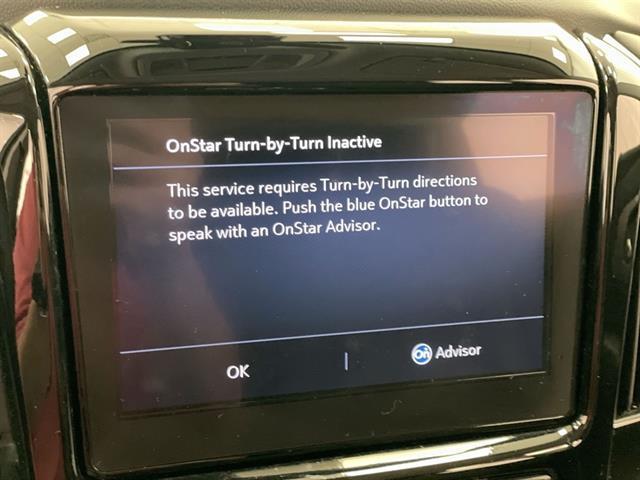 OnStar Turn-by-Turn Inactive
This service requires Turn-by-Turn directions
to be available. Push the blue OnStar button to
speak with an OnStar Advisor.
OK | On Advisor